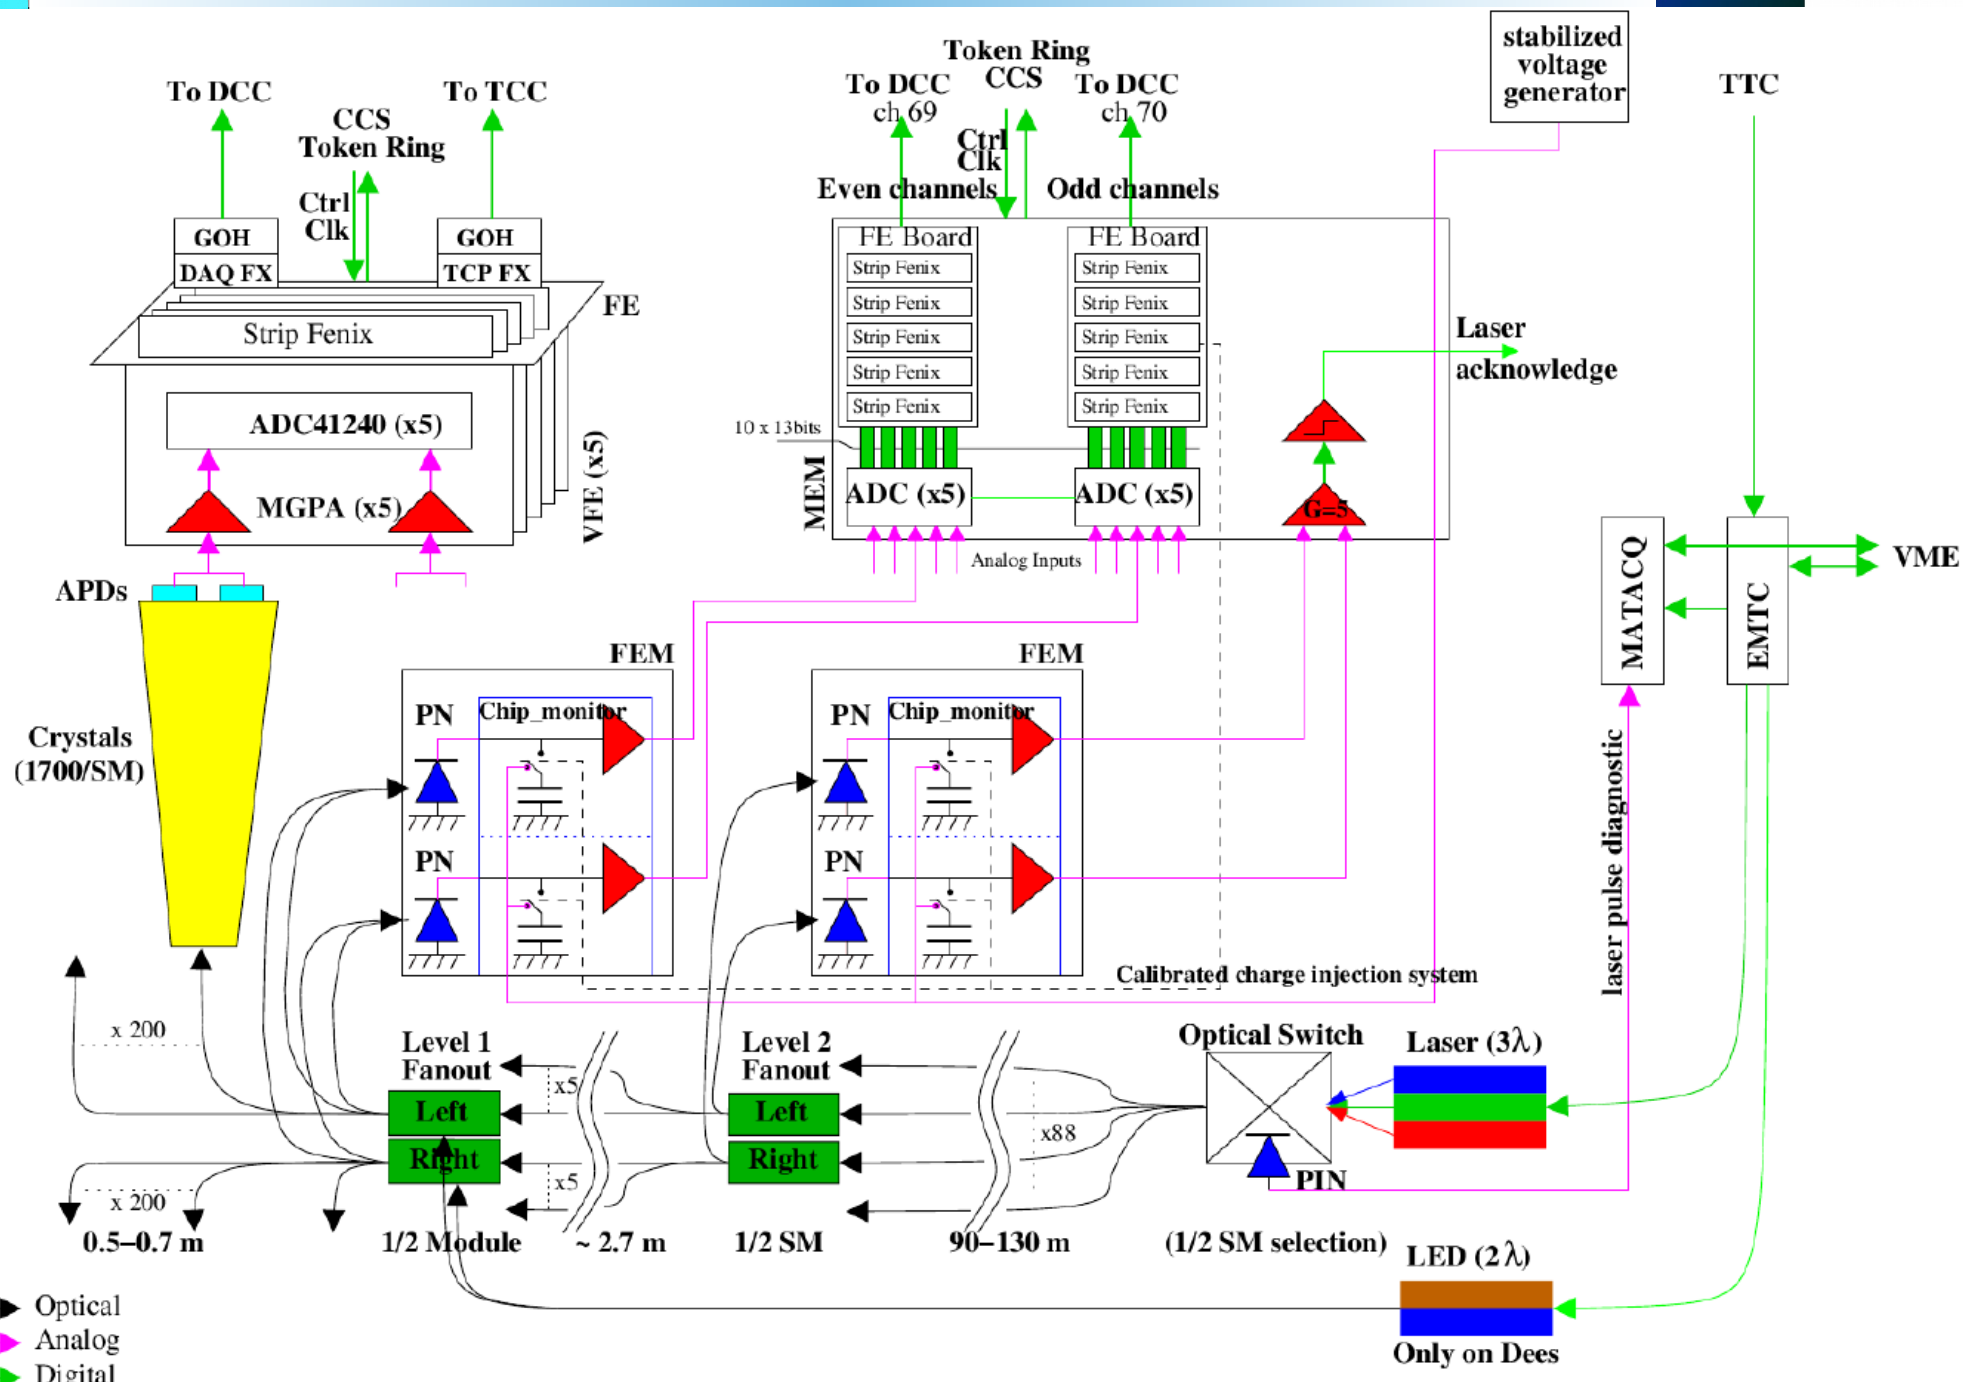 stabilized
voltage
generator
Token Ring
CCS
To DCC
To TCC
CCS
Token Ring
Ctrl
Clk
To DCC
ch 69
To DCC
ch 70
Ctrl
Clk
Even channels
Odd channels
TTC
GOH
DAQ FX
GOH
TCP FX
FE
Strip Fenix
ADC41240 (x5)
MGPA (x5)
VFE (x5)
FE Board
Strip Fenix
Strip Fenix
Strip Fenix
Strip Fenix
Strip Fenix
FE Board
Strip Fenix
Strip Fenix
Strip Fenix
Strip Fenix
Strip Fenix
10 x 13bits
MEM
ADC (x5)
ADC (x5)
Analog Inputs
G=5
Laser
acknowledge
MATACQ
EMTC
VME
APDs
Crystals
(1700/SM)
FEM
PN
Chip_monitor
PN
FEM
PN
Chip_monitor
PN
laser pulse diagnostic
Calibrated charge injection system
x 200
x 200
0.5–0.7 m
Level 1
Fanout
Left
Right
1/2 Module
x5
x5
~ 2.7 m
Level 2
Fanout
Left
Right
1/2 SM
x88
90–130 m
Optical Switch
PIN
(1/2 SM selection)
Laser (3λ)
LED (2λ)
Only on Dees
Optical
Analog
Digital